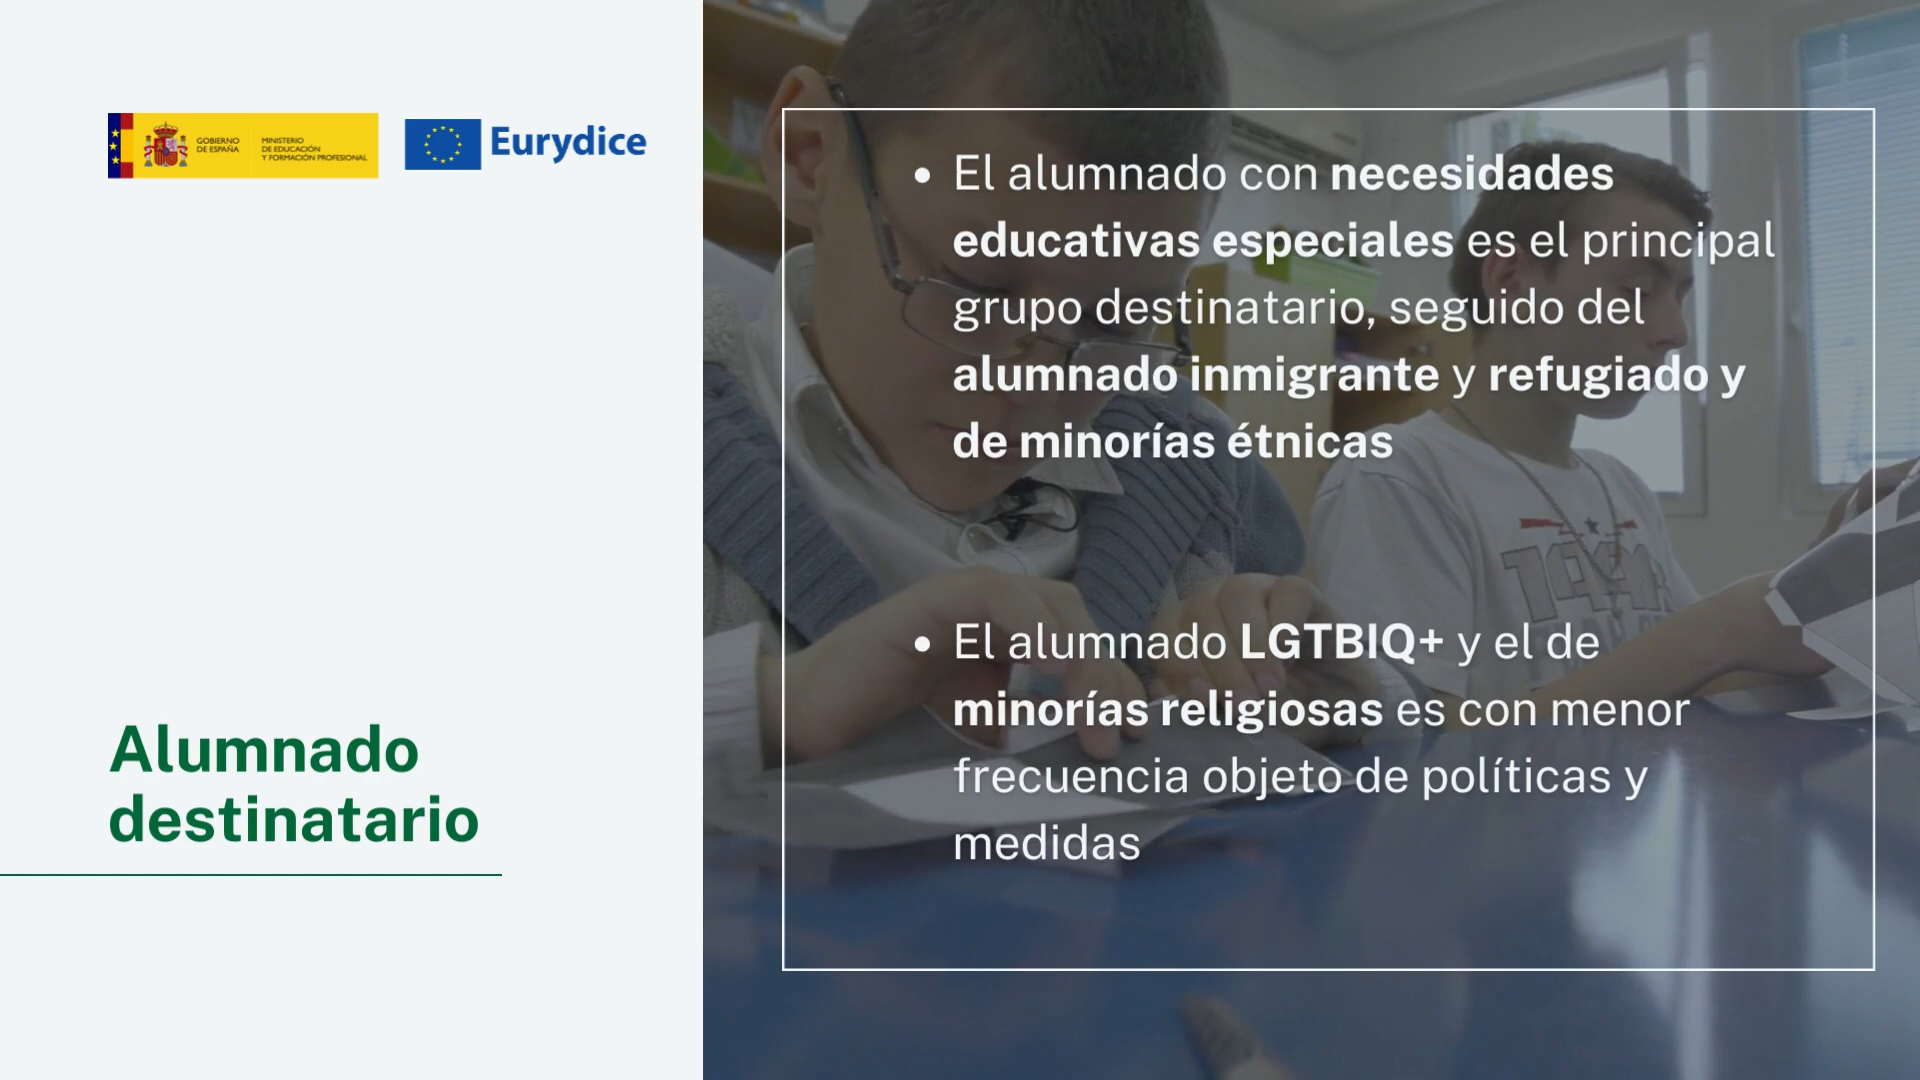 GOBIERNO
DE ESPAÑA
MINISTERIO
DE EDUCACIÓN
Y FORMACIÓN PROFESIONAL
Eurydice
Alumnado
destinatario
• El alumnado con necesidades
educativas especiales es el principal
grupo destinatario, seguido del
alumnado inmigrante y refugiado y
de minorías étnicas
• El alumnado LGTBIQ+ y el de
minorías religiosas es con menor
frecuencia objeto de políticas y
medidas